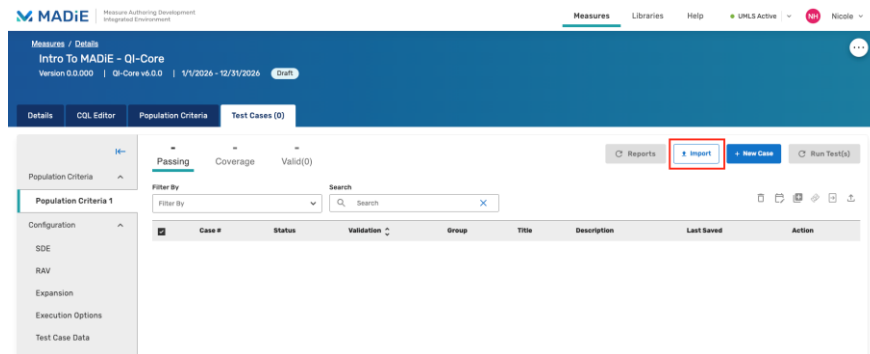 MADiE
Measure Authoring Development
Integrated Environment
Measures
Libraries
Help
UMLS Active
NH
Nicole
Measures / Details
Intro To MADiE - QI-Core
Version 0.0.000 | QI-Core v6.0.0 | 1/1/2026 - 12/31/2026 Draft
Details
CQL Editor
Population Criteria
Test Cases (0)
Population Criteria
Population Criteria 1
Configuration
SDE
RAV
Expansion
Execution Options
Test Case Data
- - -
Passing Coverage Valid(0)
Reports
Import
+ New Case
Run Test(s)
Filter By
Filter By
Search
Search
Case # Status Validation Group Title Description Last Saved Action